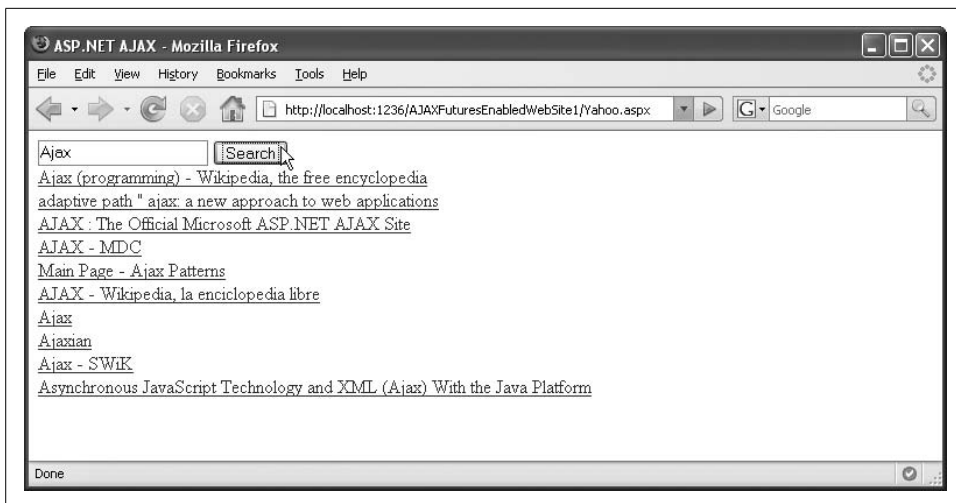 ASP.NET AJAX - Mozilla Firefox
File Edit View History Bookmarks Tools Help
http://localhost:1236/AJAXFuturesEnabledWebSite1/Yahoo.aspx G Google
Ajax Search
Ajax (programming) - Wikipedia, the free encyclopedia
adaptive path " ajax: a new approach to web applications
AJAX : The Official Microsoft ASP.NET AJAX Site
AJAX - MDC
Main Page - Ajax Patterns
AJAX - Wikipedia, la enciclopedia libre
Ajax
Ajaxian
Ajax - SWiK
Asynchronous JavaScript Technology and XML (Ajax) With the Java Platform
Done